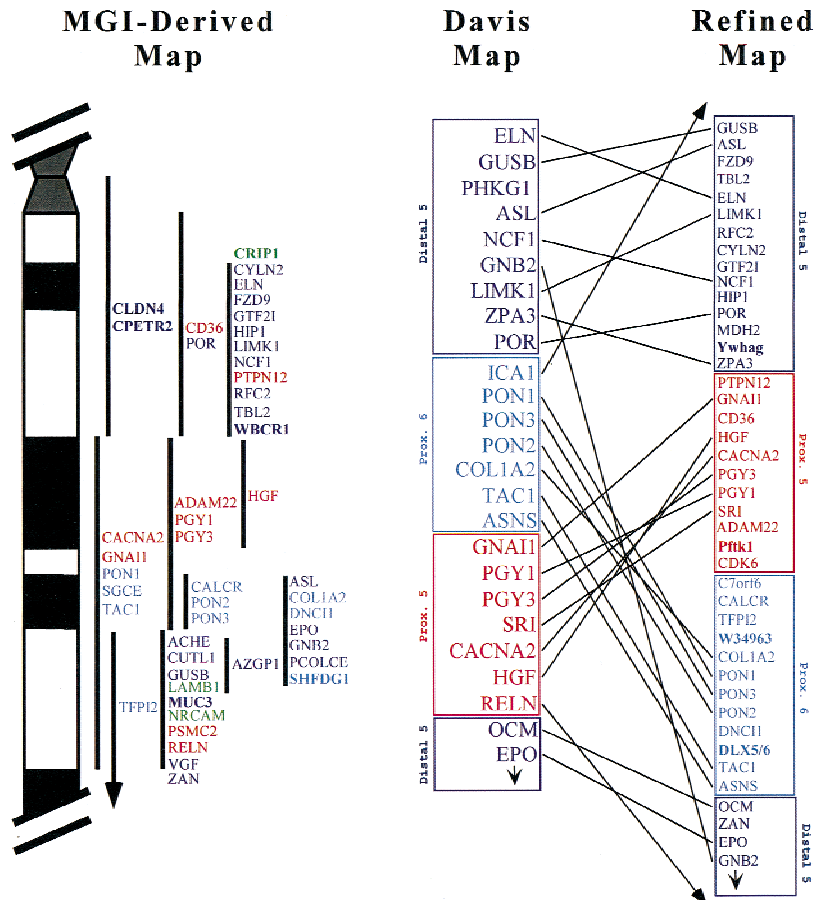 MGI-Derived
Map
Davis
Map
Refined
Map
CLDN4
CPETR2
CD36
POR
CRIP1
CYLN2
ELN
FZD9
GTF2I
HIP1
LIMK1
NCF1
PTPN12
RFC2
TBL2
WBCR1
CACNA2
GNAI1
PON1
SGCE
TAC1
ADAM22
PGY1
PGY3
HGF
CALCR
PON2
PON3
ASL
COL1A2
DNCI1
EPO
GNB2
PCOLCE
SHFDG1
TFPI2
ACHE
CUTL1
GUSB
LAMB1
MUC3
NRCAM
PSMC2
RELN
VGF
ZAN
AZGP1
Distal 5
ELN
GUSB
PHKG1
ASL
NCF1
GNB2
LIMK1
ZPA3
POR
Prox. 6
ICA1
PON1
PON3
PON2
COL1A2
TAC1
ASNS
Prox. 5
GNAI1
PGY1
PGY3
SRI
CACNA2
HGF
RELN
Distal 5
OCM
EPO
GUSB
ASL
FZD9
TBL2
ELN
LIMK1
RFC2
CYLN2
GTF2I
NCF1
HIP1
POR
MDH2
Ywhag
ZPA3
Distal 5
PTPN12
GNAI1
CD36
HGF
CACNA2
PGY3
PGY1
SRI
ADAM22
Pftk1
CDK6
Prox. 5
C7orf6
CALCR
TFPI2
W34963
COL1A2
PON1
PON3
PON2
DNCI1
DLX5/6
TAC1
ASNS
Prox. 6
OCM
ZAN
EPO
GNB2
Distal 5